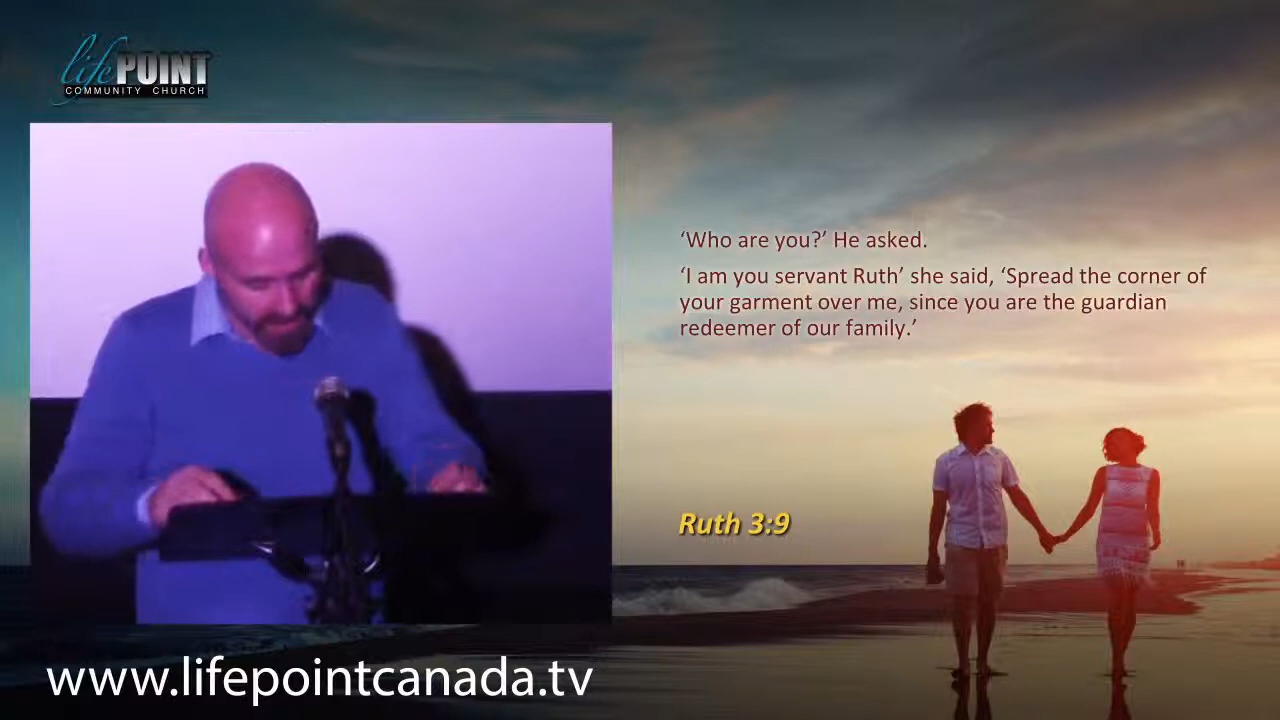 life POINT
COMMUNITY CHURCH
‘Who are you?’ He asked.
‘I am you servant Ruth’ she said, ‘Spread the corner of
your garment over me, since you are the guardian
redeemer of our family.’
Ruth 3:9
www.lifepointcanada.tv